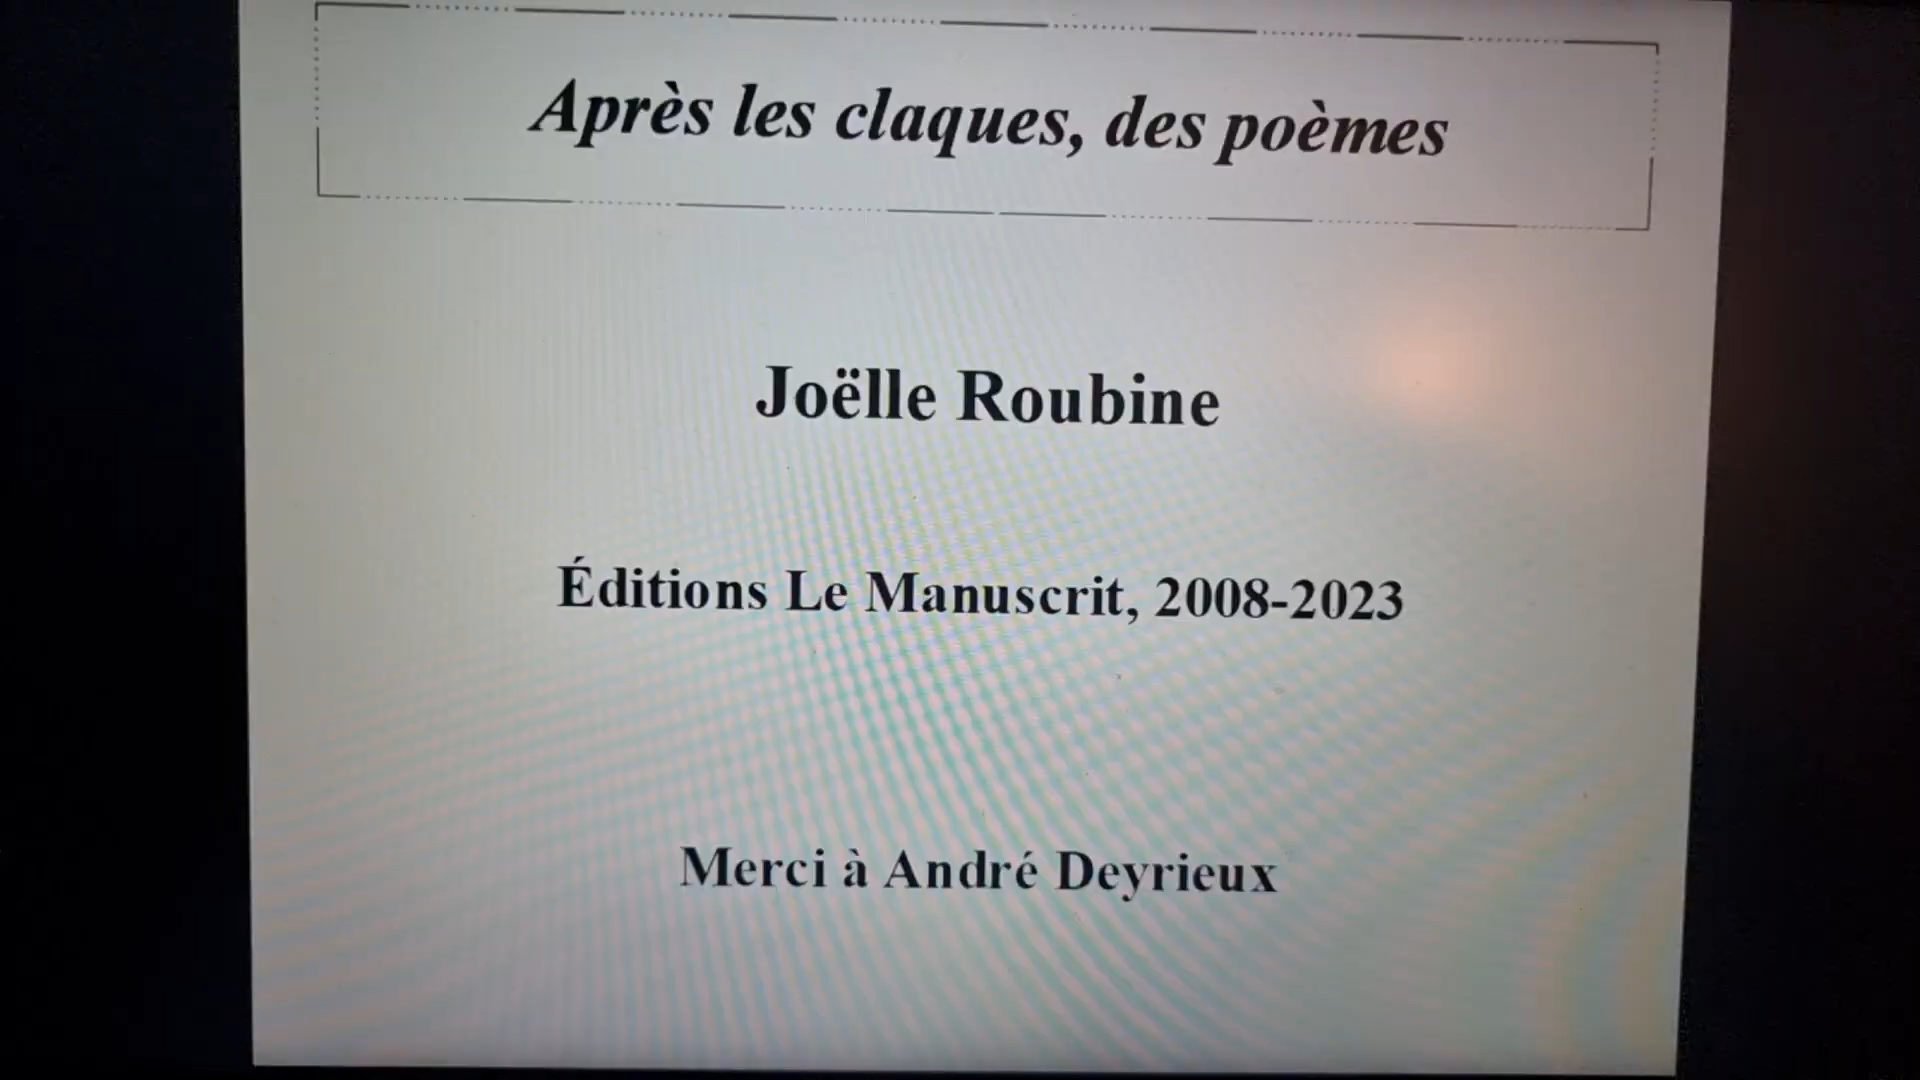 Après les claques, des poèmes
Joëlle Roubine
Éditions Le Manuscrit, 2008-2023
Merci à André Deyrieux